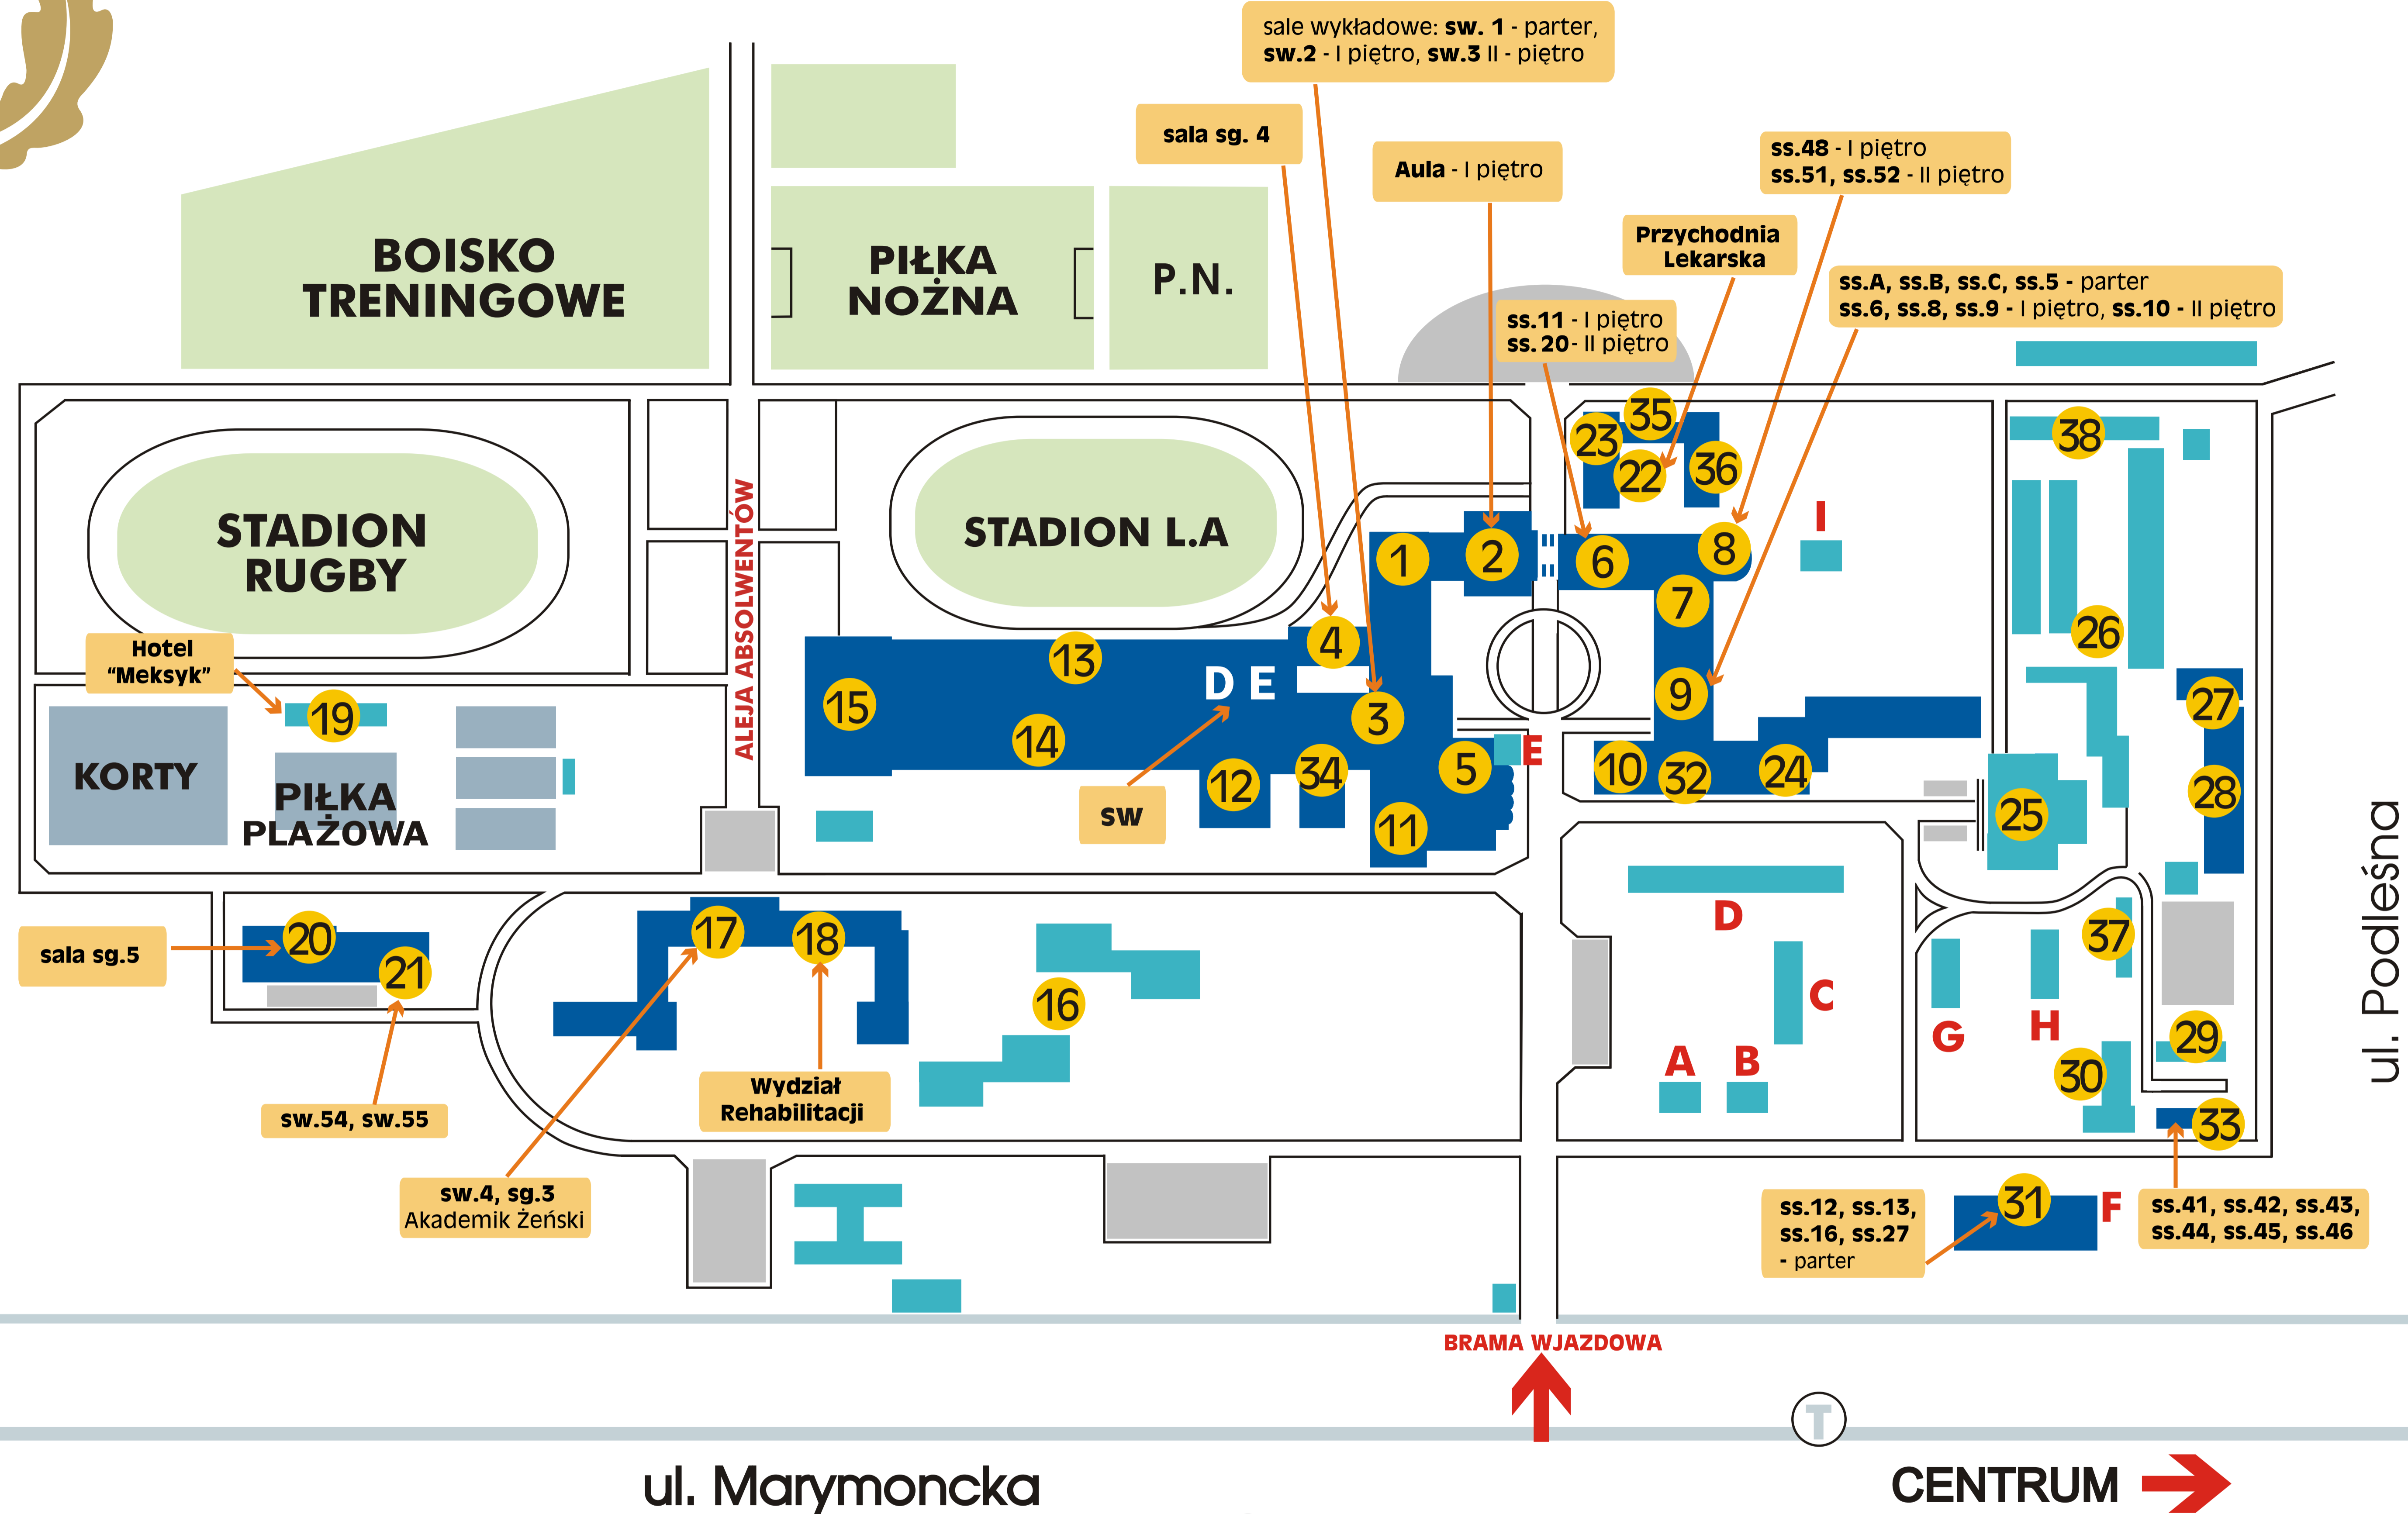 sale wykładowe: sw. 1 - parter,
sw.2 - I piętro, sw.3 II - piętro
sala sg. 4
Aula - I piętro
ss.48 - I piętro
ss.51, ss.52 - II piętro
Przychodnia
Lekarska
ss.A, ss.B, ss.C, ss.5 - parter
ss.6, ss.8, ss.9 - I piętro, ss.10 - II piętro
ss.11 - I piętro
ss. 20- II piętro
BOISKO
TRENINGOWE
PIŁKA
NOŻNA
P.N.
STADION
RUGBY
ALEJA ABSOLWENTÓW
STADION L.A
35
23
22
36
38
I
1
2
6
8
7
26
Hotel
“Meksyk”
19
13
4
D E
15
14
3
9
27
KORTY
PIŁKA
PLAŻOWA
sw
12
34
5
E
11
10
32
24
25
28
ul. Podleśna
sala sg.5
20
21
17
18
16
D
C
A
B
37
G
H
29
30
33
sw.54, sw.55
Wydział
Rehabilitacji
sw.4, sg.3
Akademik Żeński
ss.12, ss.13,
ss.16, ss.27
- parter
31
F
ss.41, ss.42, ss.43,
ss.44, ss.45, ss.46
BRAMA WJAZDOWA
T
ul. Marymoncka
CENTRUM